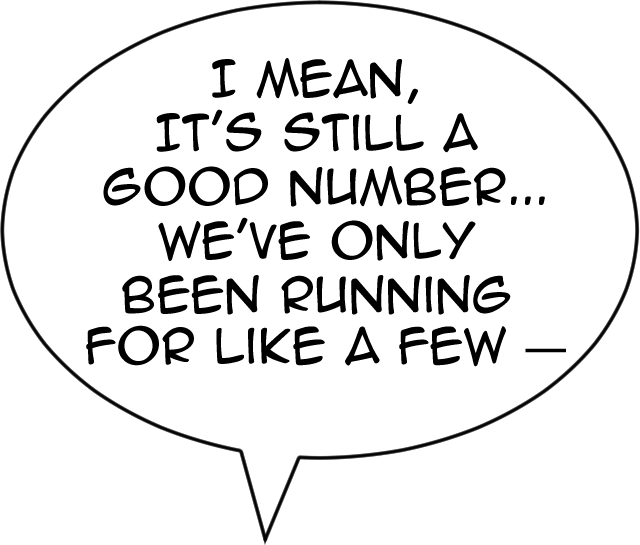 I MEAN,
IT'S STILL A
GOOD NUMBER...
WE'VE ONLY
BEEN RUNNING
FOR LIKE A FEW —